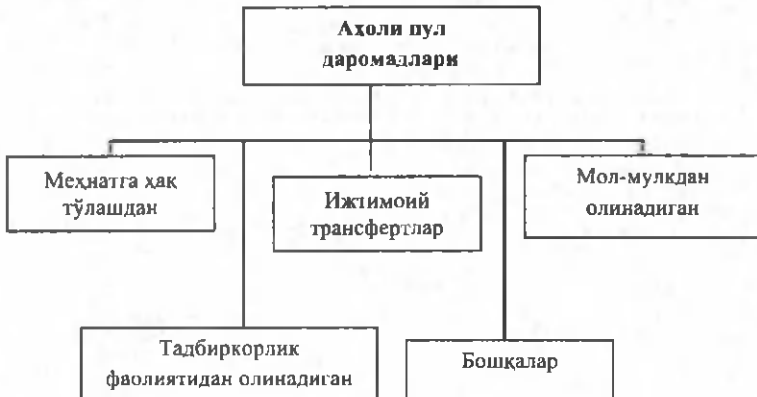 Аҳоли пул
даромадлари
Меҳнатга ҳақ
тўлашдан
Ижтимоий
трансфертлар
Мол-мулкдан
олинадиган
Тадбиркорлик
фаолиятидан олинадиган
Бошқалар